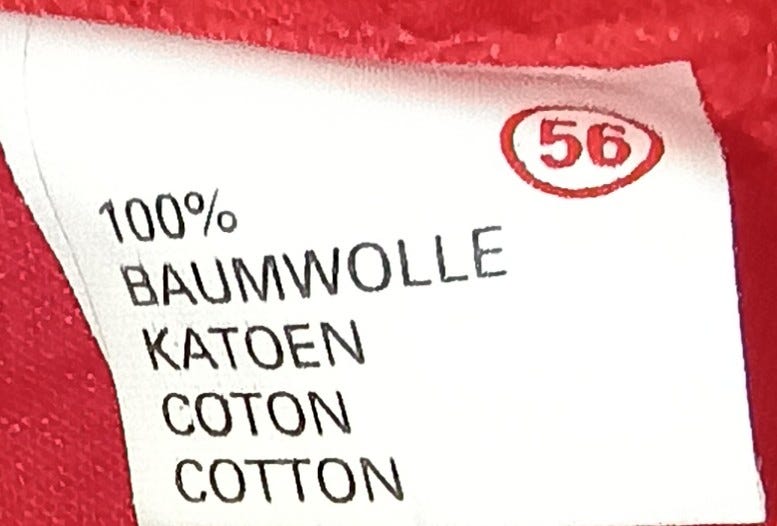 56
100%
BAUMWOLLE
KATOEN
COTON
COTTON